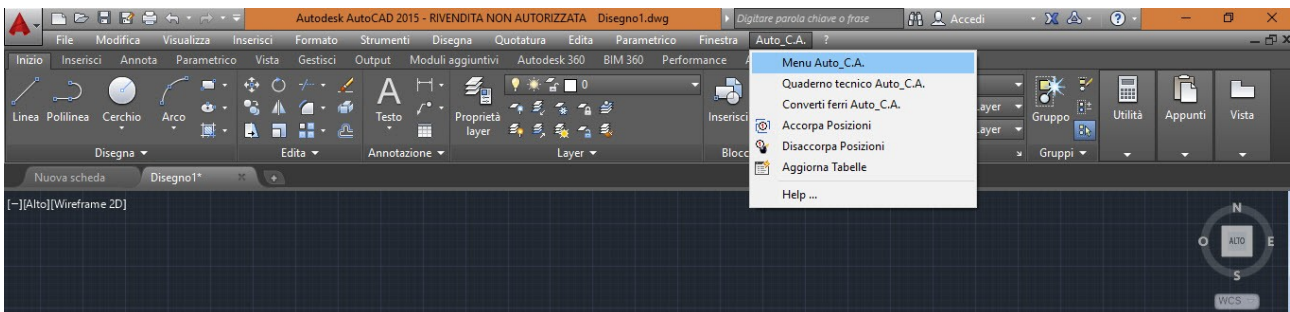 Autodesk AutoCAD 2015 - RIVENDITA NON AUTORIZZATA Disegno1.dwg Digitare parola chiave o frase Accedi
File Modifica Visualizza Inserisci Formato Strumenti Disegna Quotatura Edita Parametrico Finestra Auto_C.A. ?
Inizio Inserisci Annota Parametrico Vista Gestisci Output Moduli aggiuntivi Autodesk 360 BIM 360 Performance
Menu Auto_C.A.
Quaderno tecnico Auto_C.A.
Converti ferri Auto_C.A.
Accorpa Posizioni
Disaccorpa Posizioni
Aggiorna Tabelle
Help ...
0
Linea Polilinea Cerchio Arco Testo Proprietà layer Inserisci Gruppo Utilità Appunti Vista
Disegna Edita Annotazione Layer Gruppi
Nuova scheda Disegno1*
[−][Alto][Wireframe 2D]
N
O ALTO E
S
WCS